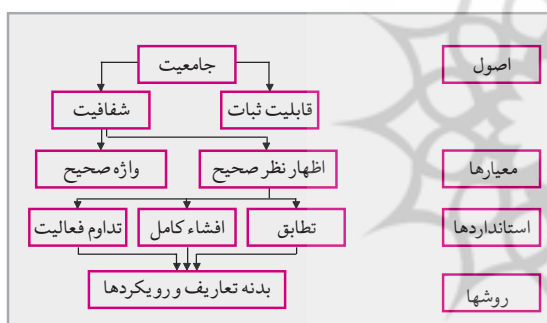 جامعیت
اصول
شفافیت
قابلیت ثبات
واژه صحیح
اظهار نظر صحیح
معیارها
تداوم فعالیت
افشاء کامل
تطابق
استانداردها
بدنه تعاریف و رویکردها
روشها